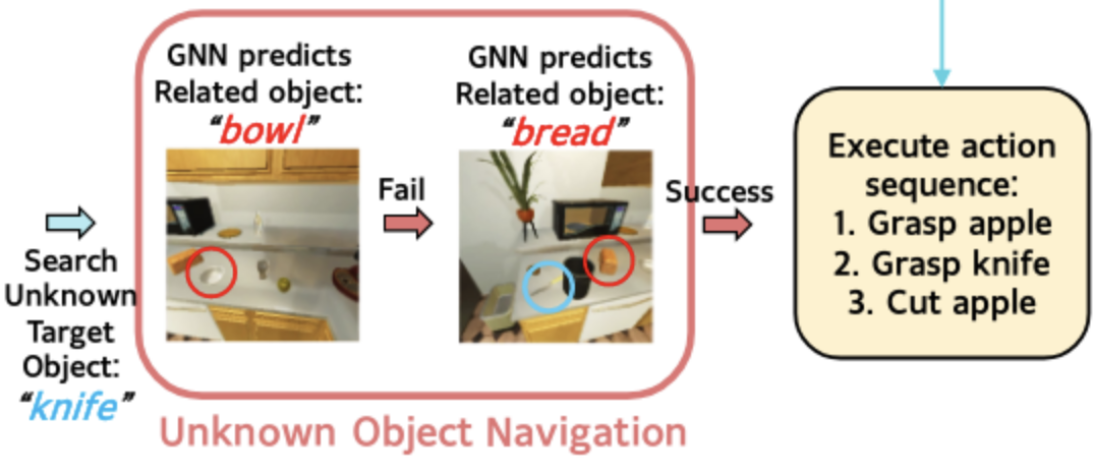 Search
Unknown
Target
Object:
“knife”
GNN predicts
Related object:
“bowl”
Fail
GNN predicts
Related object:
“bread”
Success
Unknown Object Navigation
Execute action
sequence:
1. Grasp apple
2. Grasp knife
3. Cut apple